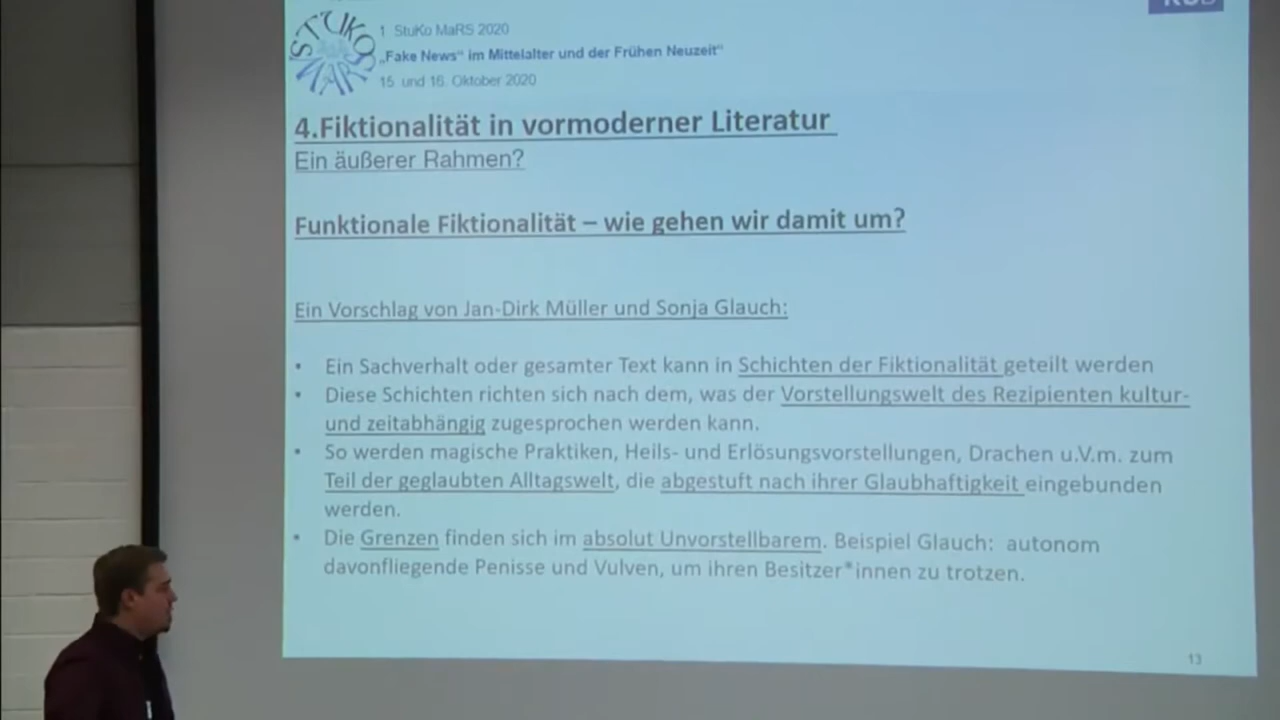 STUKO
MARS
1. StuKo MaRS 2020
„Fake News“ im Mittelalter und der Frühen Neuzeit“
15. und 16. Oktober 2020
4.Fiktionalität in vormoderner Literatur
Ein äußerer Rahmen?
Funktionale Fiktionalität – wie gehen wir damit um?
Ein Vorschlag von Jan-Dirk Müller und Sonja Glauch:
• Ein Sachverhalt oder gesamter Text kann in Schichten der Fiktionalität geteilt werden
• Diese Schichten richten sich nach dem, was der Vorstellungswelt des Rezipienten kultur-
und zeitabhängig zugesprochen werden kann.
• So werden magische Praktiken, Heils- und Erlösungsvorstellungen, Drachen u.V.m. zum
Teil der geglaubten Alltagswelt, die abgestuft nach ihrer Glaubhaftigkeit eingebunden
werden.
• Die Grenzen finden sich im absolut Unvorstellbarem. Beispiel Glauch: autonom
davonfliegende Penisse und Vulven, um ihren Besitzer*innen zu trotzen.
13